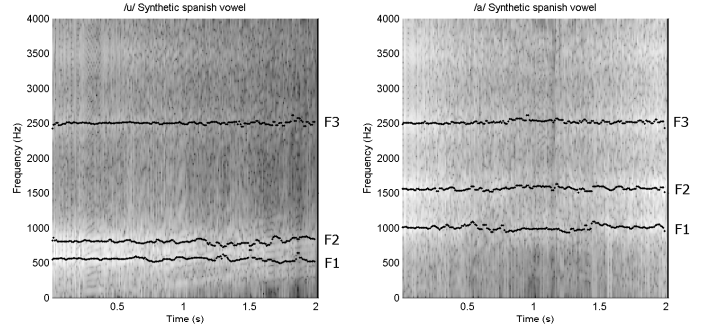 /u/ Synthetic spanish vowel
4000
3500
3000
2500
2000
1500
1000
500
0
Frequency (Hz)
F3
F2
F1
0.5
1
1.5
2
Time (s)
/a/ Synthetic spanish vowel
4000
3500
3000
2500
2000
1500
1000
500
0
Frequency (Hz)
F3
F2
F1
0.5
1
1.5
2
Time (s)